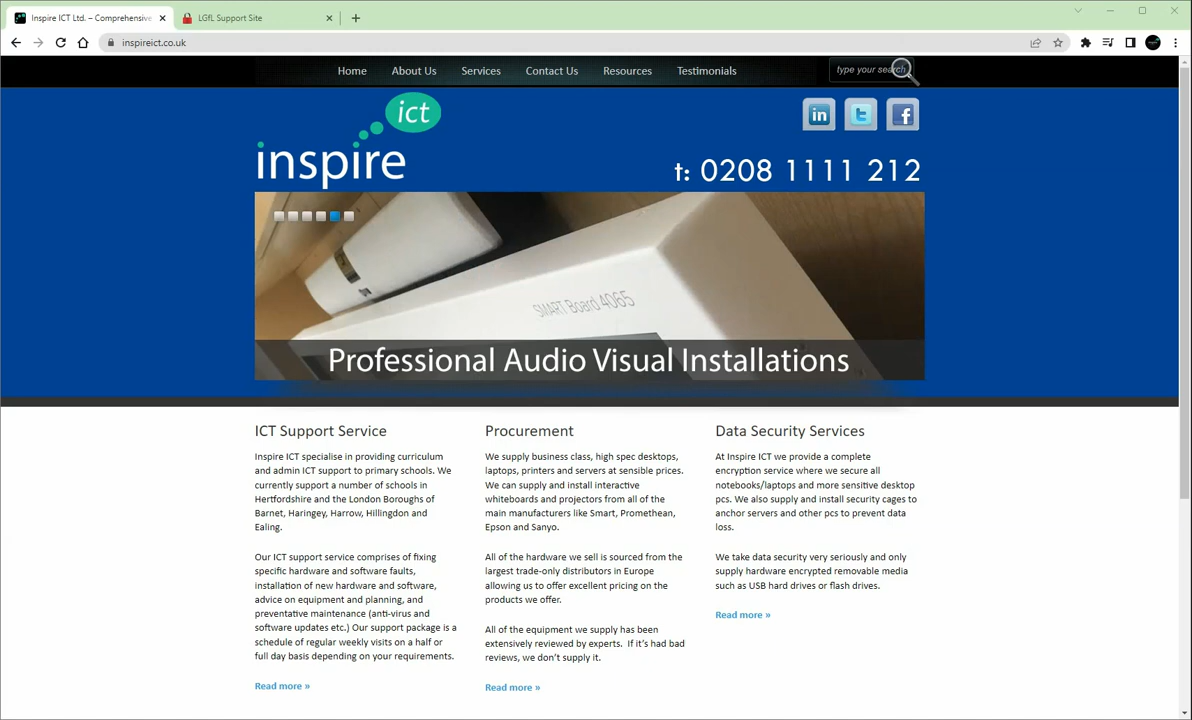 Inspire ICT Ltd. – Comprehensive
LGfL Support Site
inspireict.co.uk
Home About Us Services Contact Us Resources Testimonials
type your search
ict
inspire
in t f
t: 0208 1111 212
SMART Board 4065
Professional Audio Visual Installations
ICT Support Service
Inspire ICT specialise in providing curriculum
and admin ICT support to primary schools. We
currently support a number of schools in
Hertfordshire and the London Boroughs of
Barnet, Haringey, Harrow, Hillingdon and
Ealing.
Our ICT support service comprises of fixing
specific hardware and software faults,
installation of new hardware and software,
advice on equipment and planning, and
preventative maintenance (anti-virus and
software updates etc.) Our support package is a
schedule of regular weekly visits on a half or
full day basis depending on your requirements.
Read more »
Procurement
We supply business class, high spec desktops,
laptops, printers and servers at sensible prices.
We can supply and install interactive
whiteboards and projectors from all of the
main manufacturers like Smart, Promethean,
Epson and Sanyo.
All of the hardware we sell is sourced from the
largest trade-only distributors in Europe
allowing us to offer excellent pricing on the
products we offer.
All of the equipment we supply has been
extensively reviewed by experts. If it's had bad
reviews, we don't supply it.
Read more »
Data Security Services
At Inspire ICT we provide a complete
encryption service where we secure all
notebooks/laptops and more sensitive desktop
pcs. We also supply and install security cages to
anchor servers and other pcs to prevent data
loss.
We take data security very seriously and only
supply hardware encrypted removable media
such as USB hard drives or flash drives.
Read more »